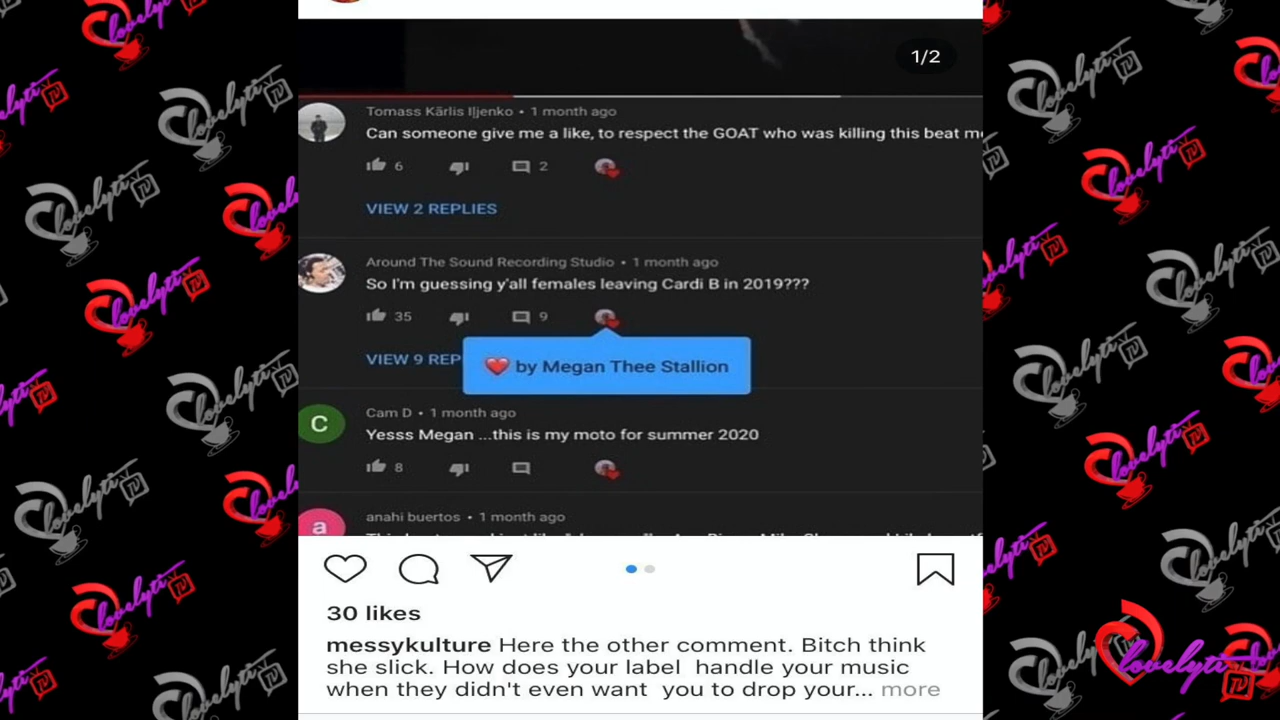 1/2
Tomass Kārlis Iļjenko • 1 month ago
Can someone give me a like, to respect the GOAT who was killing this beat
6
2
VIEW 2 REPLIES
Around The Sound Recording Studio • 1 month ago
So I'm guessing y'all females leaving Cardi B in 2019???
35
9
VIEW 9 REP
❤️ by Megan Thee Stallion
C
Cam D • 1 month ago
Yesss Megan ...this is my moto for summer 2020
8
a
anahi buertos • 1 month ago
30 likes
messykulture Here the other comment. Bitch think
she slick. How does your label handle your music
when they didn't even want you to drop your... more
lovelyti TV